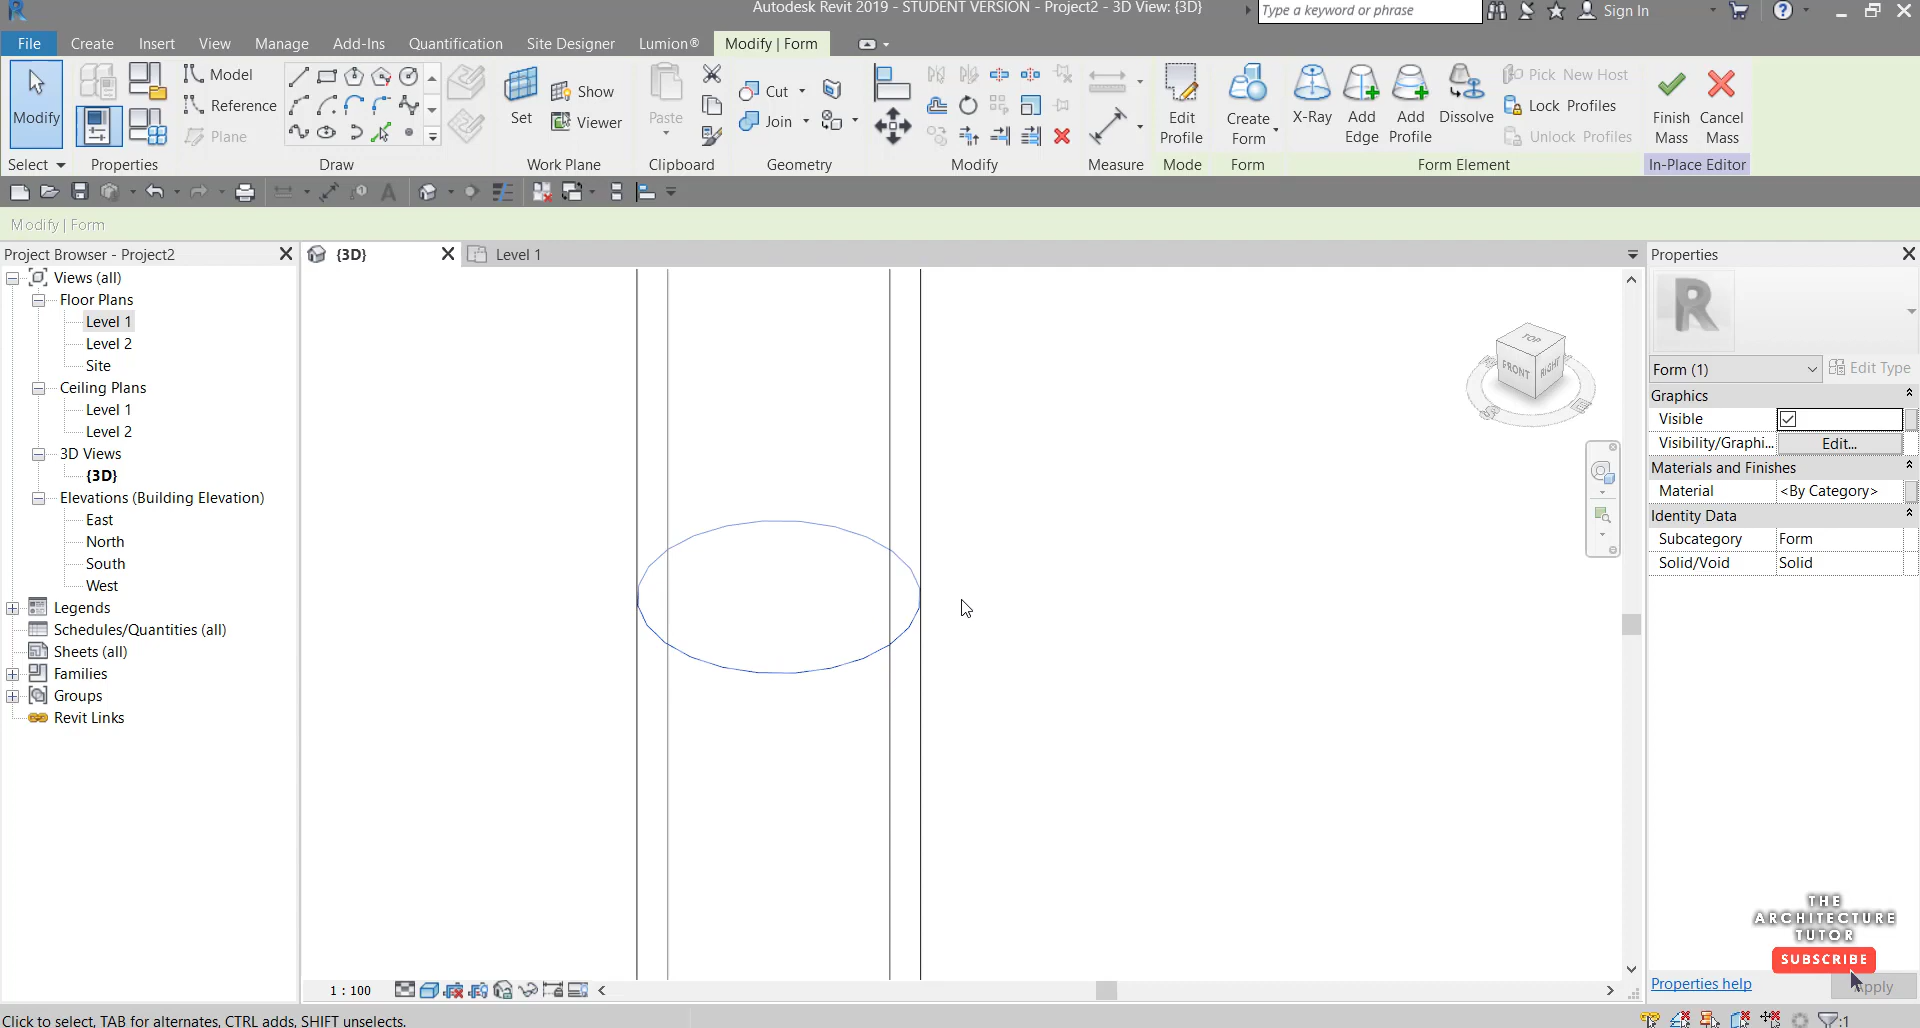 Autodesk Revit 2019 - STUDENT VERSION - Project2 - 3D View: {3D}
Type a keyword or phrase
Sign In
File Create Insert View Manage Add-Ins Quantification Site Designer Lumion® Modify | Form
Modify
Model
Reference
Plane
Set
Show
Viewer
Paste
Cut
Join
Edit Profile
Create Form
X-Ray
Add Edge
Add Profile
Dissolve
Pick New Host
Lock Profiles
Unlock Profiles
Finish Mass
Cancel Mass
Select Properties Draw Work Plane Clipboard Geometry Modify Measure Mode Form Form Element In-Place Editor
Modify | Form
Project Browser - Project2
{3D}
Level 1
Properties
Views (all)
Floor Plans
Level 1
Level 2
Site
Ceiling Plans
Level 1
Level 2
3D Views
{3D}
Elevations (Building Elevation)
East
North
South
West
Legends
Schedules/Quantities (all)
Sheets (all)
Families
Groups
Revit Links
TOP
FRONT
RIGHT
R
Form (1)
Edit Type
Graphics
Visible
Visibility/Graphi... Edit...
Materials and Finishes
Material <By Category>
Identity Data
Subcategory Form
Solid/Void Solid
THE
ARCHITECTURE
TUTOR
SUBSCRIBE
Properties help
1 : 100
Click to select, TAB for alternates, CTRL adds, SHIFT unselects.
:1